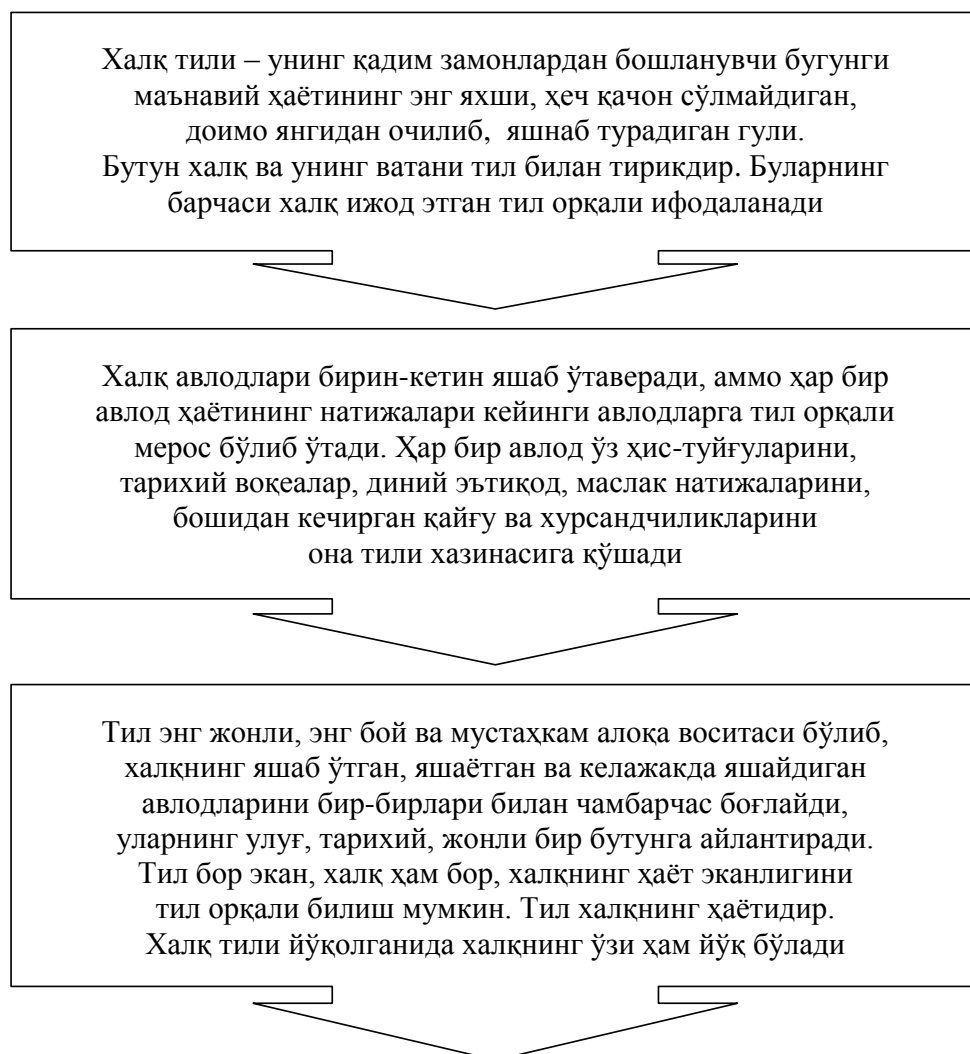 Халқ тили – унинг қадим замонлардан бошланувчи бугунги
маънавий ҳаётининг энг яхши, ҳеч қачон сўлмайдиган,
доимо янгидан очилиб, яшнаб турадиган гули.
Бутун халқ ва унинг ватани тил билан тирикдир. Буларнинг
барчаси халқ ижод этган тил орқали ифодаланади
Халқ авлодлари бирин-кетин яшаб ўтаверади, аммо ҳар бир
авлод ҳаётининг натижалари кейинги авлодларга тил орқали
мерос бўлиб ўтади. Ҳар бир авлод ўз ҳис-туйғуларини,
тарихий воқеалар, диний эътиқод, маслак натижаларини,
бошидан кечирган қайғу ва хурсандчиликларини
она тили хазинасига қўшади
Тил энг жонли, энг бой ва мустаҳкам алоқа воситаси бўлиб,
халқнинг яшаб ўтган, яшаётган ва келажакда яшайдиган
авлодларини бир-бирлари билан чамбарчас боғлайди,
уларнинг улуғ, тарихий, жонли бир бутунга айлантиради.
Тил бор экан, халқ ҳам бор, халқнинг ҳаёт эканлигини
тил орқали билиш мумкин. Тил халқнинг ҳаётидир.
Халқ тили йўқолганида халқнинг ўзи ҳам йўқ бўлади